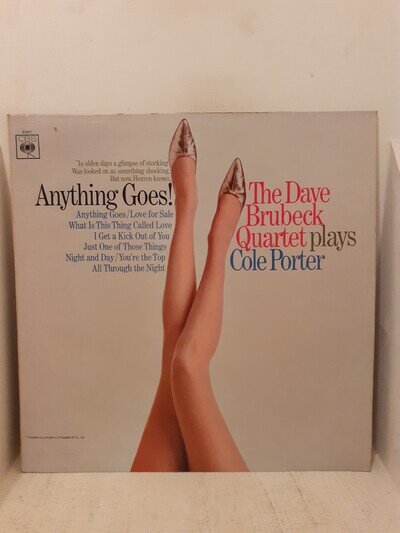 CBS
"In olden days a glimpse of stocking
Was looked on as something shocking,
But now, Heaven knows
Anything Goes!
Anything Goes/Love for Sale
What Is This Thing Called Love
I Get a Kick Out of You
Just One of Those Things
Night and Day/You're the Top
All Through the Night
The Dave
Brubeck
Quartet plays
Cole Porter